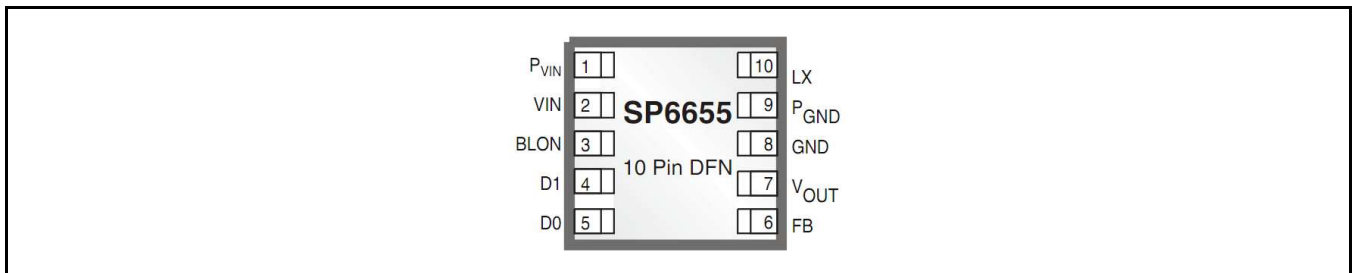 PVIN 1 10 LX
VIN 2 SP6655 9 PGND
BLON 3 8 GND
D1 4 10 Pin DFN 7 VOUT
D0 5 6 FB